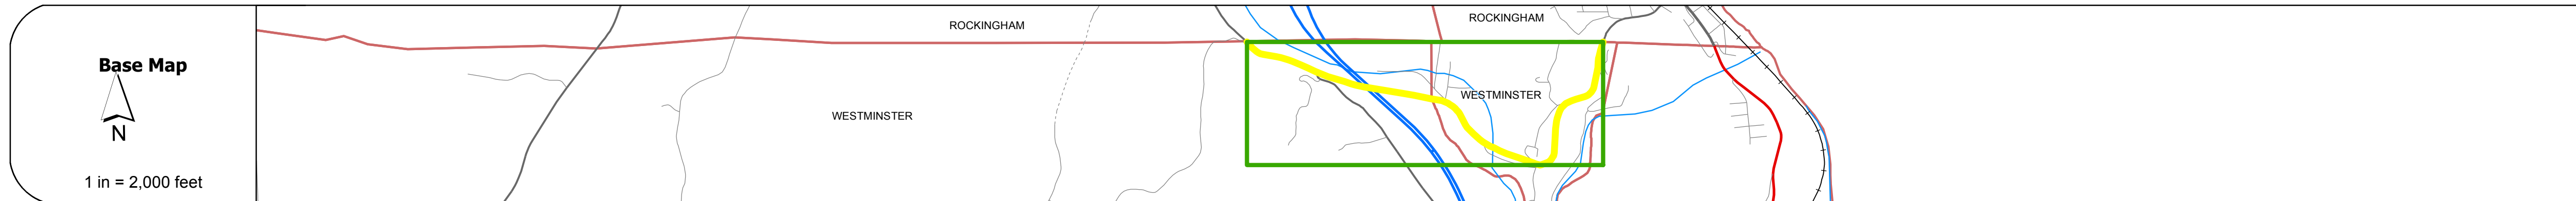 Base Map
N
1 in = 2,000 feet
ROCKINGHAM
ROCKINGHAM
WESTMINSTER
WESTMINSTER